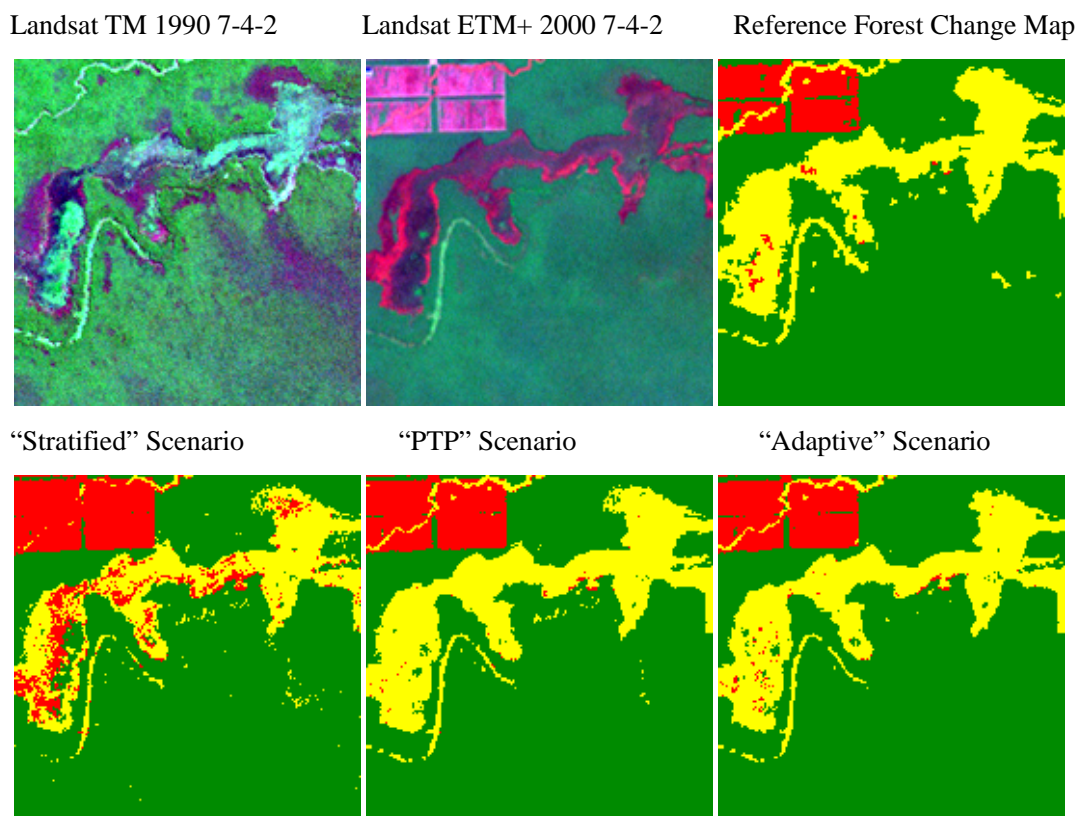 Landsat TM 1990 7-4-2
Landsat ETM+ 2000 7-4-2
Reference Forest Change Map
“Stratified” Scenario
“PTP” Scenario
“Adaptive” Scenario